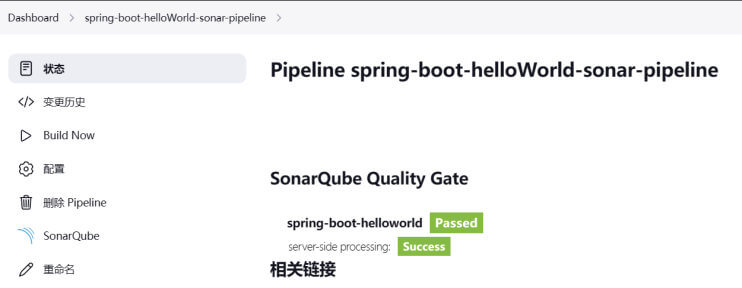 Dashboard > spring-boot-helloWorld-sonar-pipeline >
状态
变更历史
Build Now
配置
删除 Pipeline
SonarQube
重命名
Pipeline spring-boot-helloWorld-sonar-pipeline
SonarQube Quality Gate
spring-boot-helloworld Passed
server-side processing: Success
相关链接